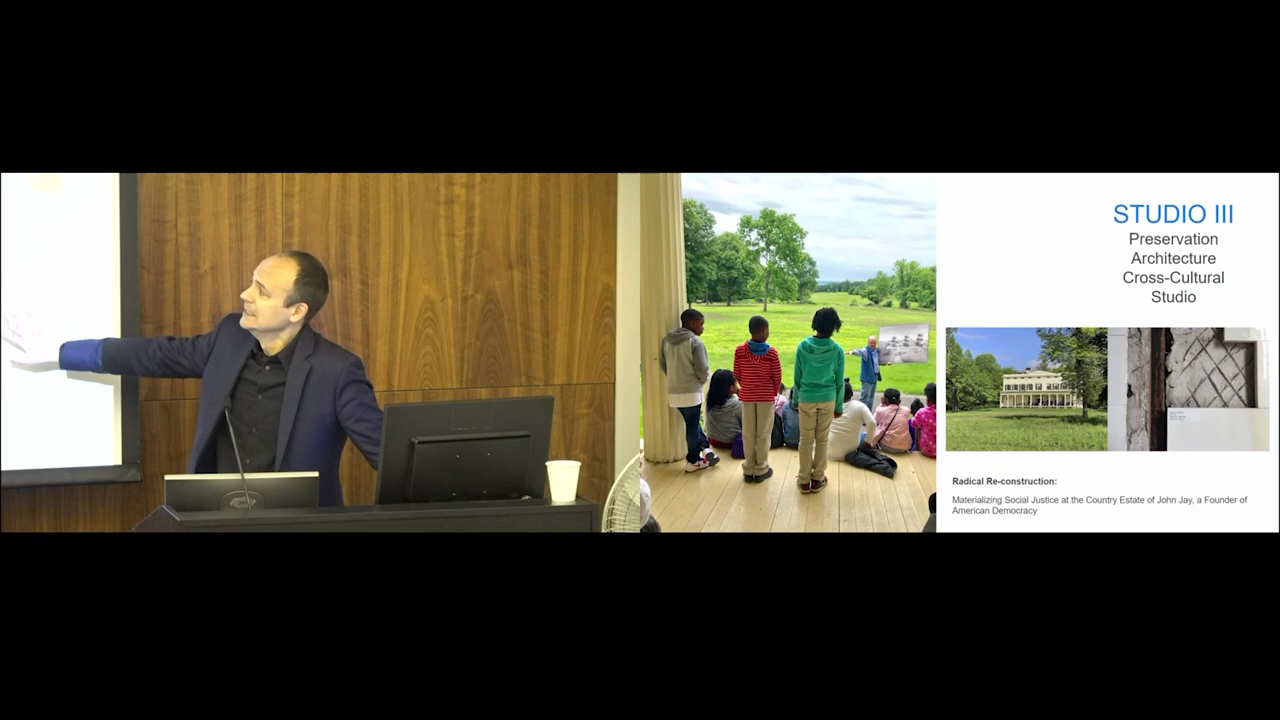 STUDIO III
Preservation
Architecture
Cross-Cultural
Studio
Radical Re-construction:
Materializing Social Justice at the Country Estate of John Jay, a Founder of
American Democracy